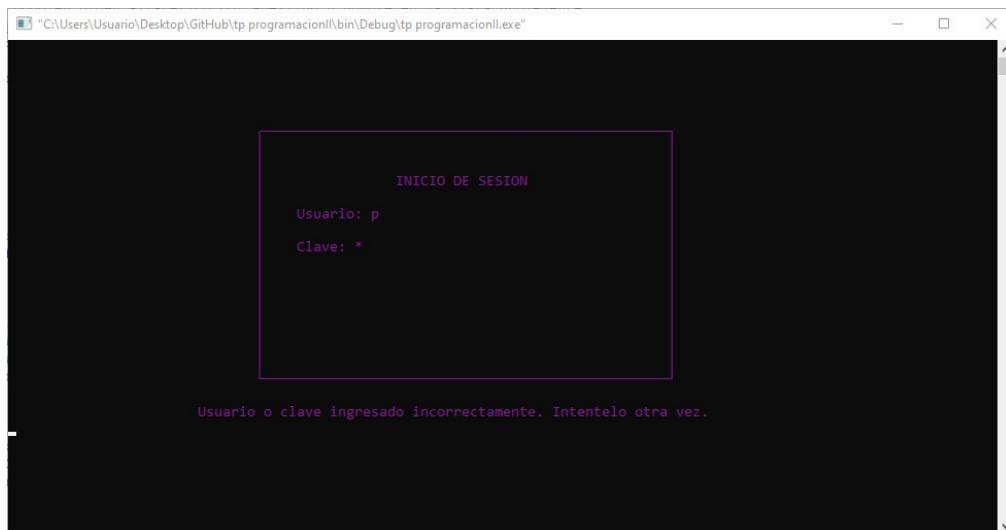 "C:\Users\Usuario\Desktop\GitHub\tp programacionII\bin\Debug\tp programacionII.exe"
INICIO DE SESION
Usuario: p
Clave: *
Usuario o clave ingresado incorrectamente. Intentelo otra vez.